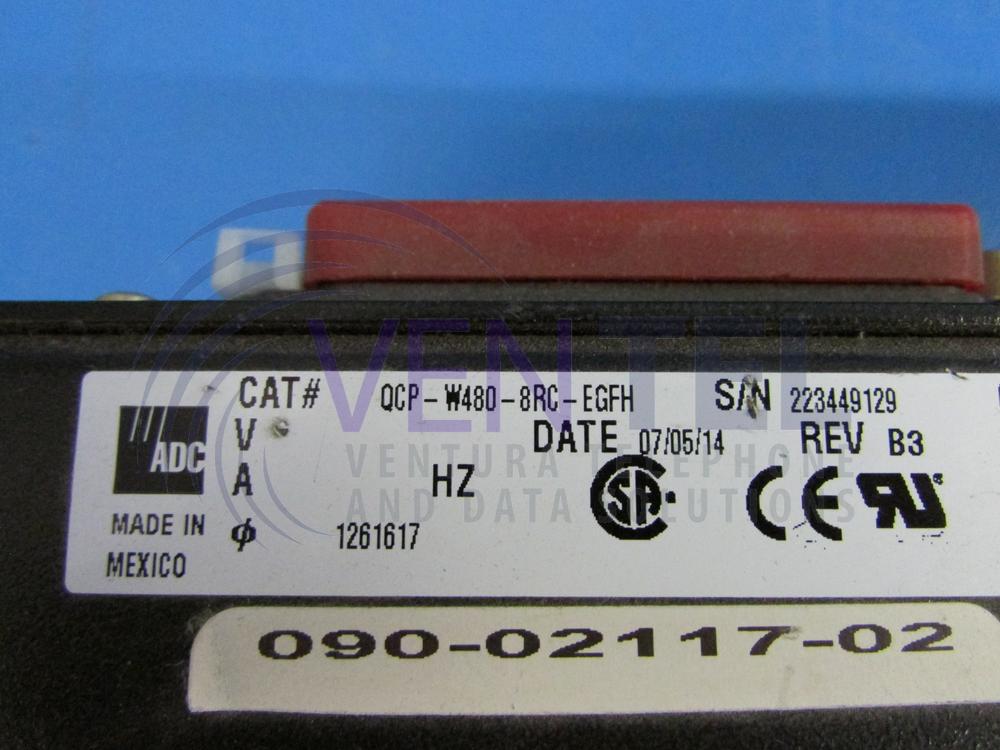 CAT# QCP-W480-8RC-EGFH S/N 223449129
V DATE 07/05/14 REV B3
ADC
A HZ
MADE IN
MEXICO
ϕ 1261617
090-02117-02
VENTEL
VENTURA TELEPHONE
AND DATA SOLUTIONS